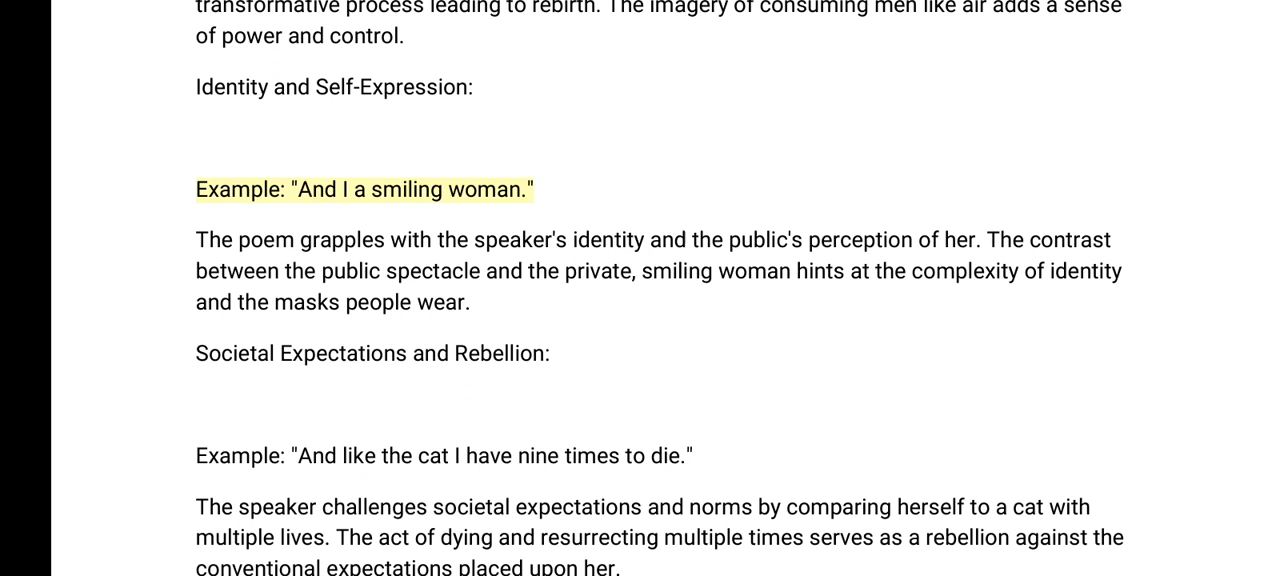 transformative process leading to rebirth. The imagery of consuming men like air adds a sense
of power and control.
Identity and Self-Expression:
Example: "And I a smiling woman."
The poem grapples with the speaker's identity and the public's perception of her. The contrast
between the public spectacle and the private, smiling woman hints at the complexity of identity
and the masks people wear.
Societal Expectations and Rebellion:
Example: "And like the cat I have nine times to die."
The speaker challenges societal expectations and norms by comparing herself to a cat with
multiple lives. The act of dying and resurrecting multiple times serves as a rebellion against the
conventional expectations placed upon her.